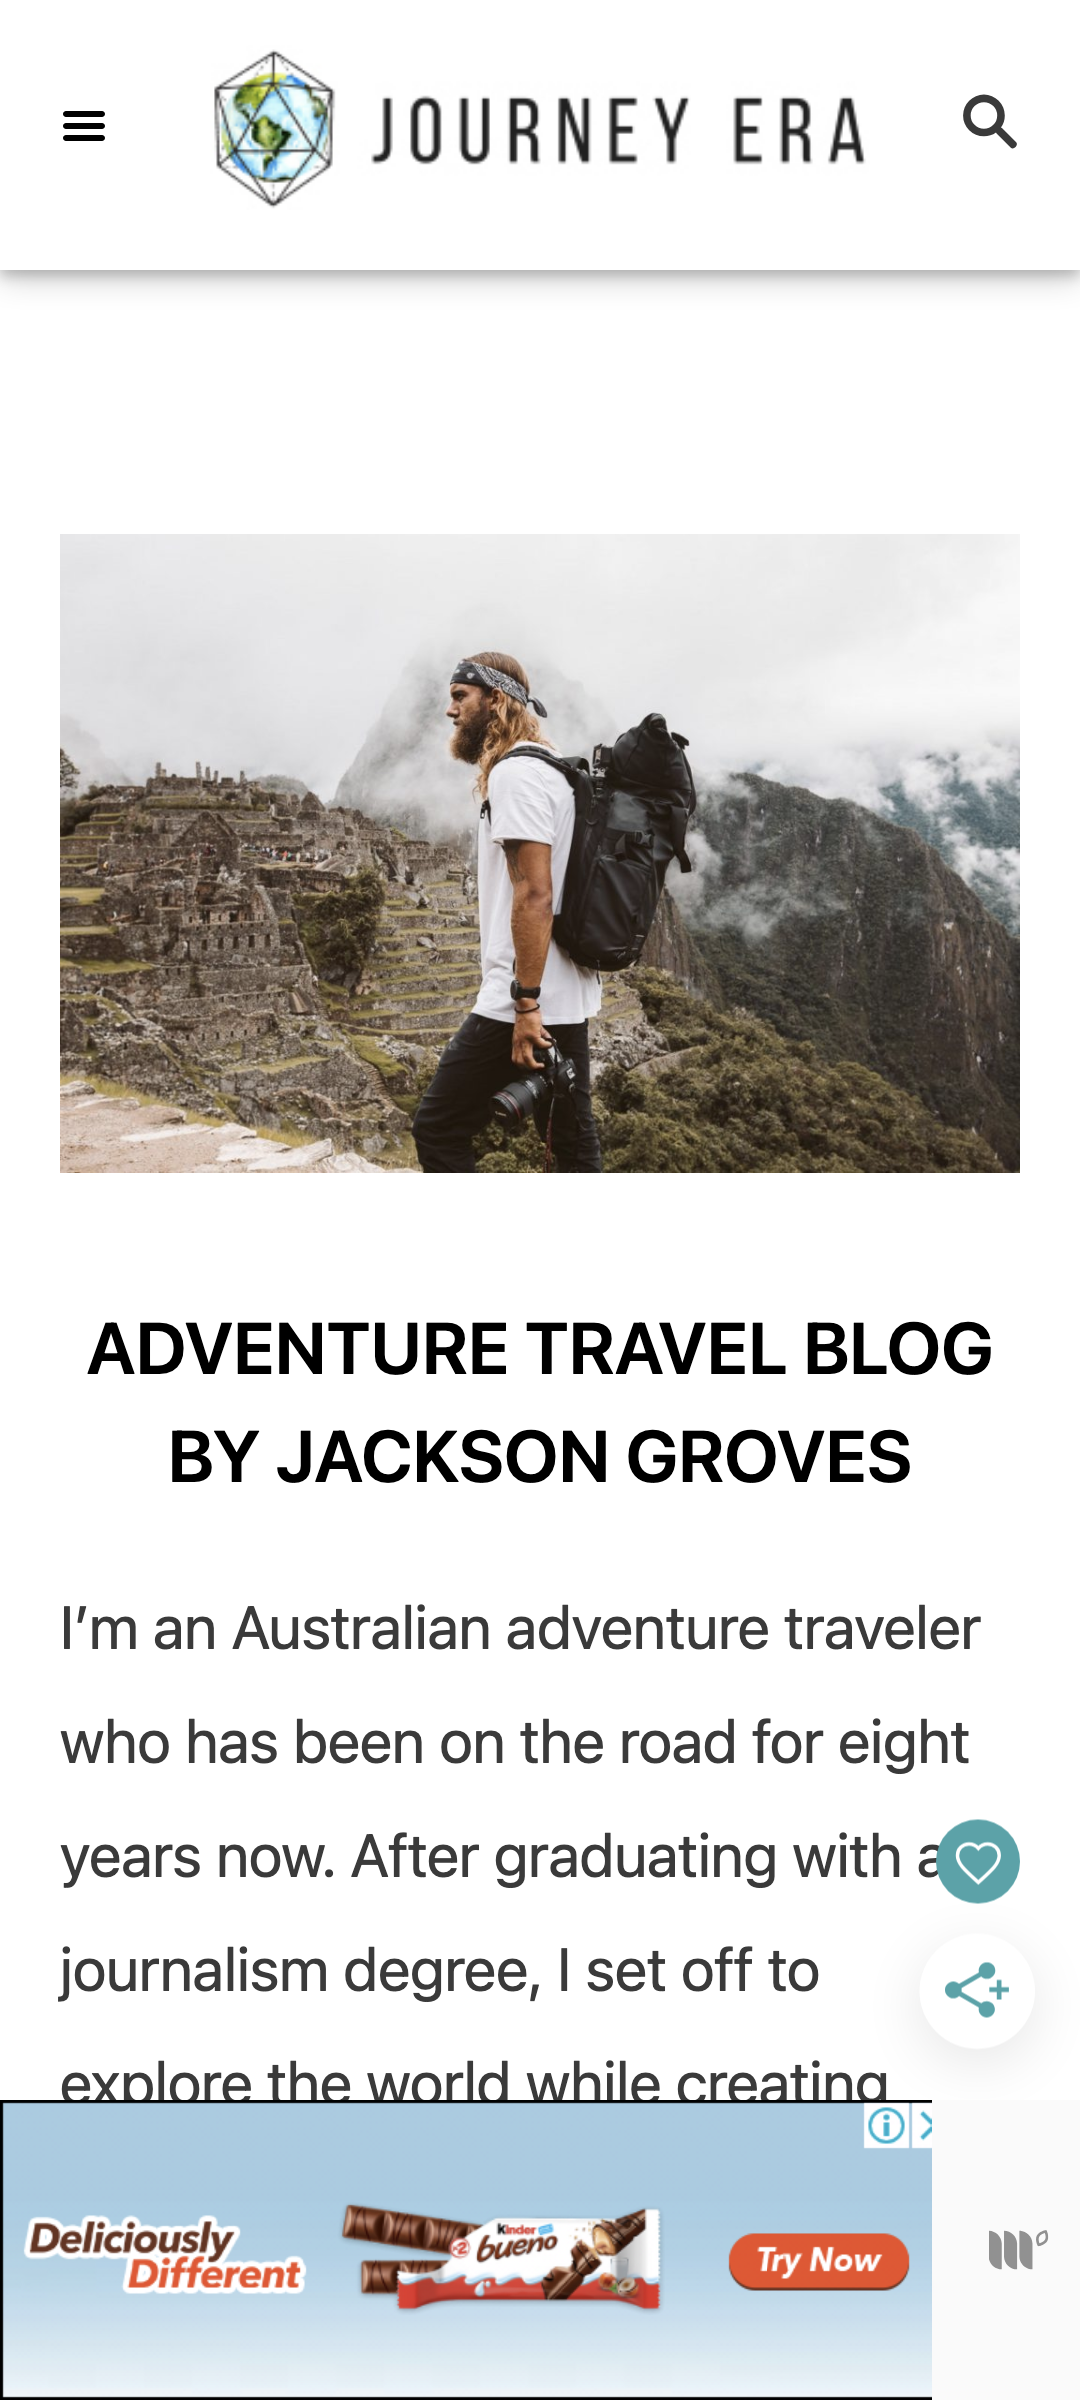 JOURNEY ERA
ADVENTURE TRAVEL BLOG
BY JACKSON GROVES
I’m an Australian adventure traveler
who has been on the road for eight
years now. After graduating with a
journalism degree, I set off to
explore the world while creating
Deliciously
Different
x2
Kinder
bueno
Try Now